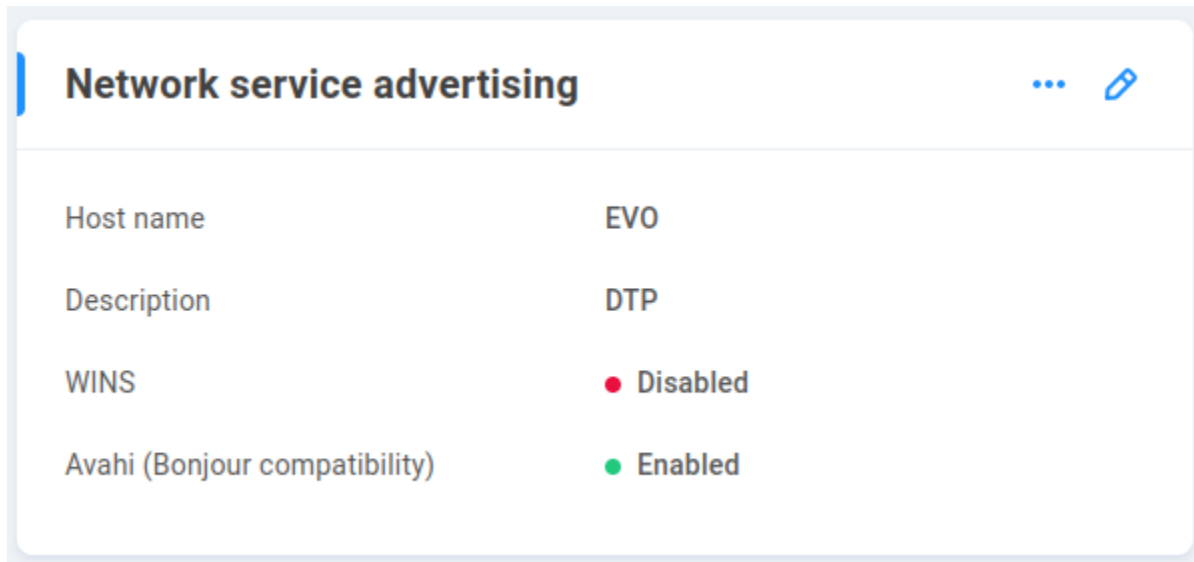 Network service advertising
Host name EVO
Description DTP
WINS Disabled
Avahi (Bonjour compatibility) Enabled